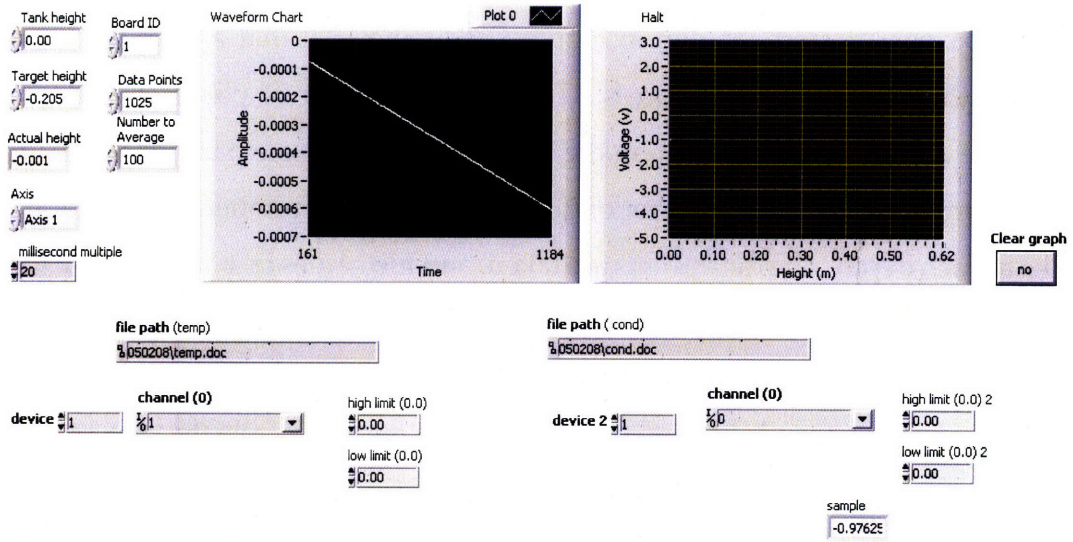 Tank height
0.00
Board ID
1
Target height
-0.205
Data Points
1025
Actual height
-0.001
Number to
Average
100
Axis
Axis 1
millisecond multiple
20
Waveform Chart
Plot 0
Amplitude
0
-0.0001
-0.0002
-0.0003
-0.0004
-0.0005
-0.0006
-0.0007
161
1184
Time
Halt
Voltage (v)
3.0
2.0
1.0
0.0
-1.0
-2.0
-3.0
-4.0
-5.0
0.00 0.10 0.20 0.30 0.40 0.50 0.62
Height (m)
Clear graph
no
file path (temp)
050208\temp.doc
file path ( cond)
050208\cond.doc
device 1
channel (0)
I/O 1
high limit (0.0)
0.00
low limit (0.0)
0.00
device 2 1
channel (0)
I/O 0
high limit (0.0) 2
0.00
low limit (0.0) 2
0.00
sample
-0.97625